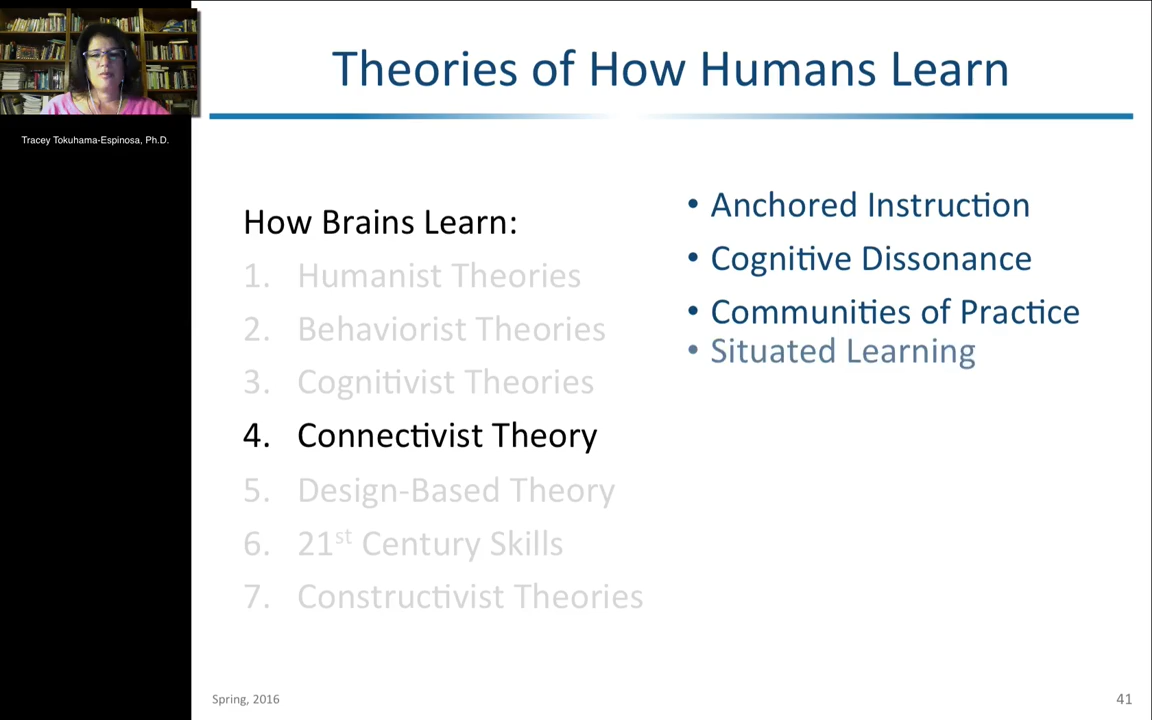 Theories of How Humans Learn
Tracey Tokuhama-Espinosa, Ph.D.
How Brains Learn:
1. Humanist Theories
2. Behaviorist Theories
3. Cognitivist Theories
4. Connectivist Theory
5. Design-Based Theory
6. 21st Century Skills
7. Constructivist Theories
• Anchored Instruction
• Cognitive Dissonance
• Communities of Practice
• Situated Learning
Spring, 2016
41